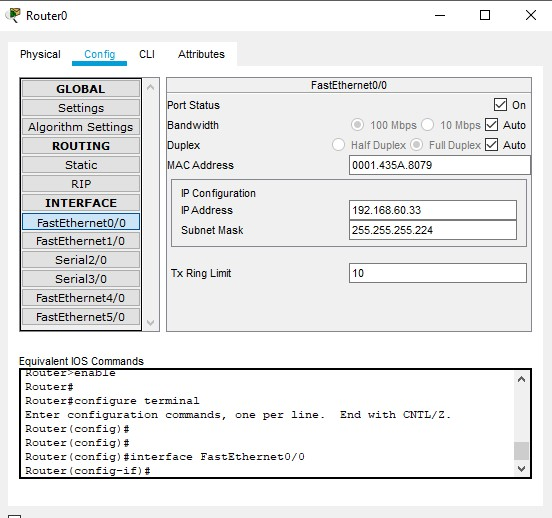 Router0
Physical Config CLI Attributes
GLOBAL
Settings
Algorithm Settings
ROUTING
Static
RIP
INTERFACE
FastEthernet0/0
FastEthernet1/0
Serial2/0
Serial3/0
FastEthernet4/0
FastEthernet5/0
FastEthernet0/0
Port Status On
Bandwidth 100 Mbps 10 Mbps Auto
Duplex Half Duplex Full Duplex Auto
MAC Address 0001.435A.8079
IP Configuration
IP Address 192.168.60.33
Subnet Mask 255.255.255.224
Tx Ring Limit 10
Equivalent IOS Commands
Router>enable
Router#
Router#configure terminal
Enter configuration commands, one per line. End with CNTL/Z.
Router(config)#
Router(config)#
Router(config)#interface FastEthernet0/0
Router(config-if)#